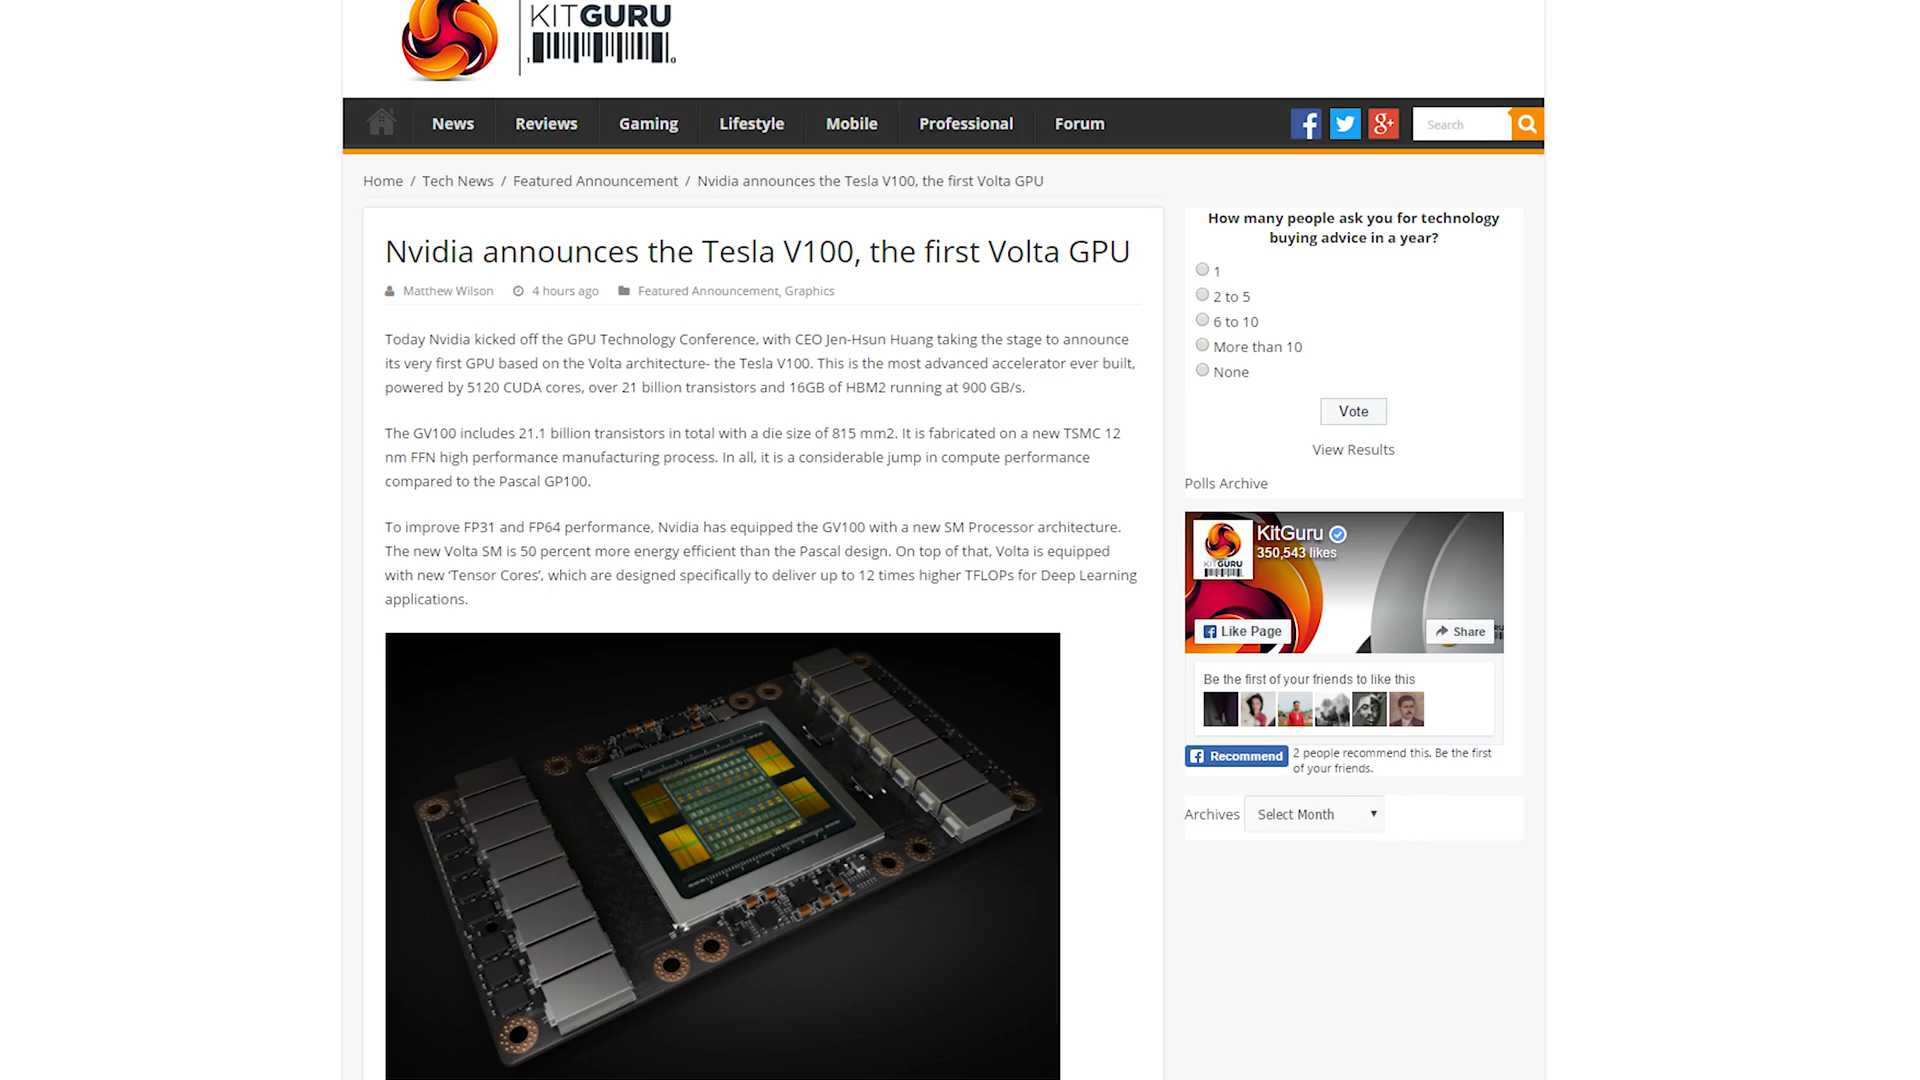 KITGURU
News Reviews Gaming Lifestyle Mobile Professional Forum Search
Home / Tech News / Featured Announcement / Nvidia announces the Tesla V100, the first Volta GPU
Nvidia announces the Tesla V100, the first Volta GPU
Matthew Wilson 4 hours ago Featured Announcement, Graphics
Today Nvidia kicked off the GPU Technology Conference, with CEO Jen-Hsun Huang taking the stage to announce
its very first GPU based on the Volta architecture- the Tesla V100. This is the most advanced accelerator ever built,
powered by 5120 CUDA cores, over 21 billion transistors and 16GB of HBM2 running at 900 GB/s.
The GV100 includes 21.1 billion transistors in total with a die size of 815 mm2. It is fabricated on a new TSMC 12
nm FFN high performance manufacturing process. In all, it is a considerable jump in compute performance
compared to the Pascal GP100.
To improve FP31 and FP64 performance, Nvidia has equipped the GV100 with a new SM Processor architecture.
The new Volta SM is 50 percent more energy efficient than the Pascal design. On top of that, Volta is equipped
with new ‘Tensor Cores’, which are designed specifically to deliver up to 12 times higher TFLOPs for Deep Learning
applications.
How many people ask you for technology
buying advice in a year?
1
2 to 5
6 to 10
More than 10
None
Vote
View Results
Polls Archive
KitGuru
350,543 likes
KITGURU
Like Page Share
Be the first of your friends to like this
Recommend 2 people recommend this. Be the first
of your friends.
Archives Select Month